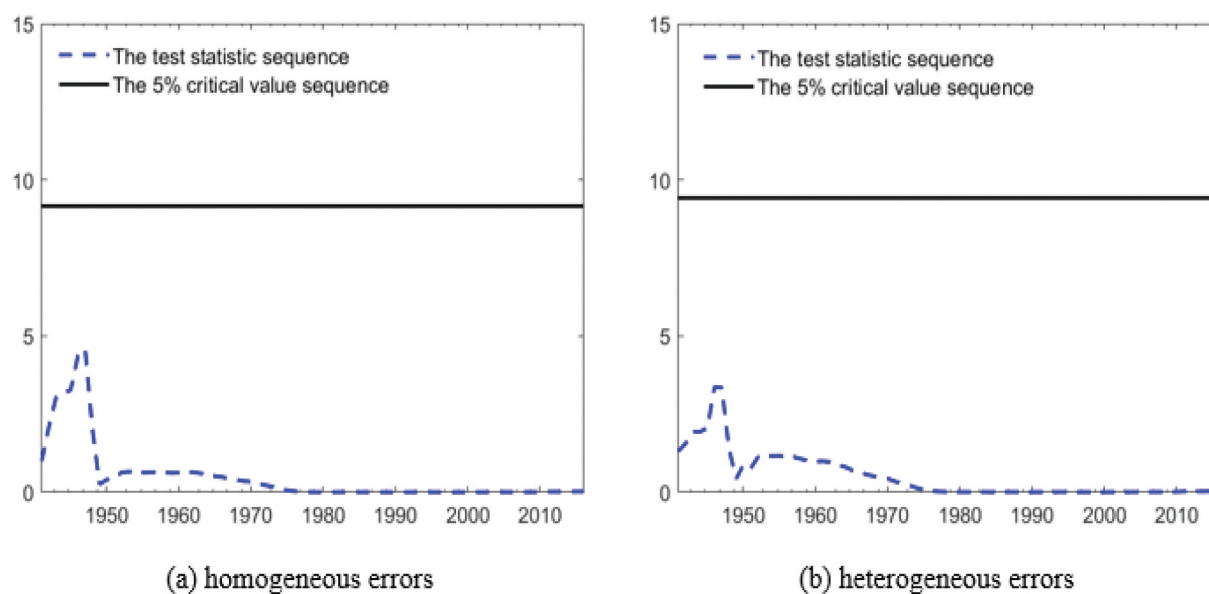 15
The test statistic sequence
The 5% critical value sequence
10
5
0
1950 1960 1970 1980 1990 2000 2010
(a) homogeneous errors
15
The test statistic sequence
The 5% critical value sequence
10
5
0
1950 1960 1970 1980 1990 2000 2010
(b) heterogeneous errors